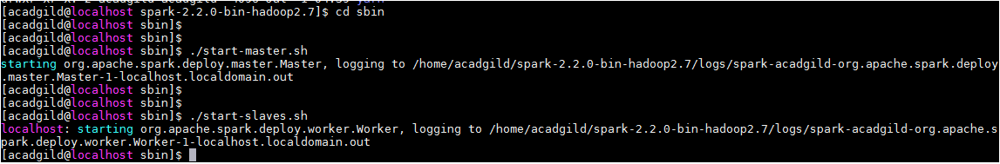 [acadgild@localhost spark-2.2.0-bin-hadoop2.7]$ cd sbin
[acadgild@localhost sbin]$
[acadgild@localhost sbin]$
[acadgild@localhost sbin]$ ./start-master.sh
starting org.apache.spark.deploy.master.Master, logging to /home/acadgild/spark-2.2.0-bin-hadoop2.7/logs/spark-acadgild-org.apache.spark.deploy
.master.Master-1-localhost.localdomain.out
[acadgild@localhost sbin]$
[acadgild@localhost sbin]$
[acadgild@localhost sbin]$ ./start-slaves.sh
localhost: starting org.apache.spark.deploy.worker.Worker, logging to /home/acadgild/spark-2.2.0-bin-hadoop2.7/logs/spark-acadgild-org.apache.s
park.deploy.worker.Worker-1-localhost.localdomain.out
[acadgild@localhost sbin]$